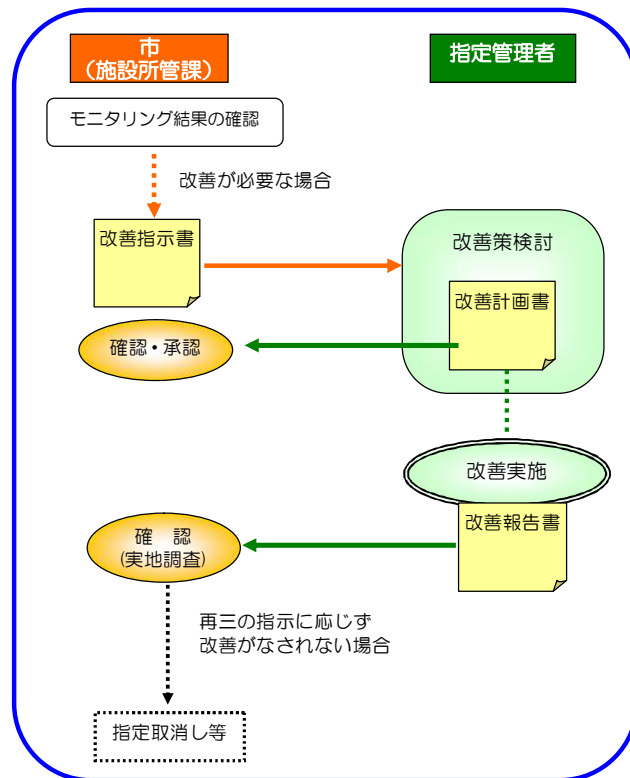 市
（施設所管課）
指定管理者
モニタリング結果の確認
改善が必要な場合
改善指示書
改善策検討
改善計画書
確認・承認
改善実施
改善報告書
確　認
(実地調査)
再三の指示に応じず
改善がなされない場合
指定取消し等